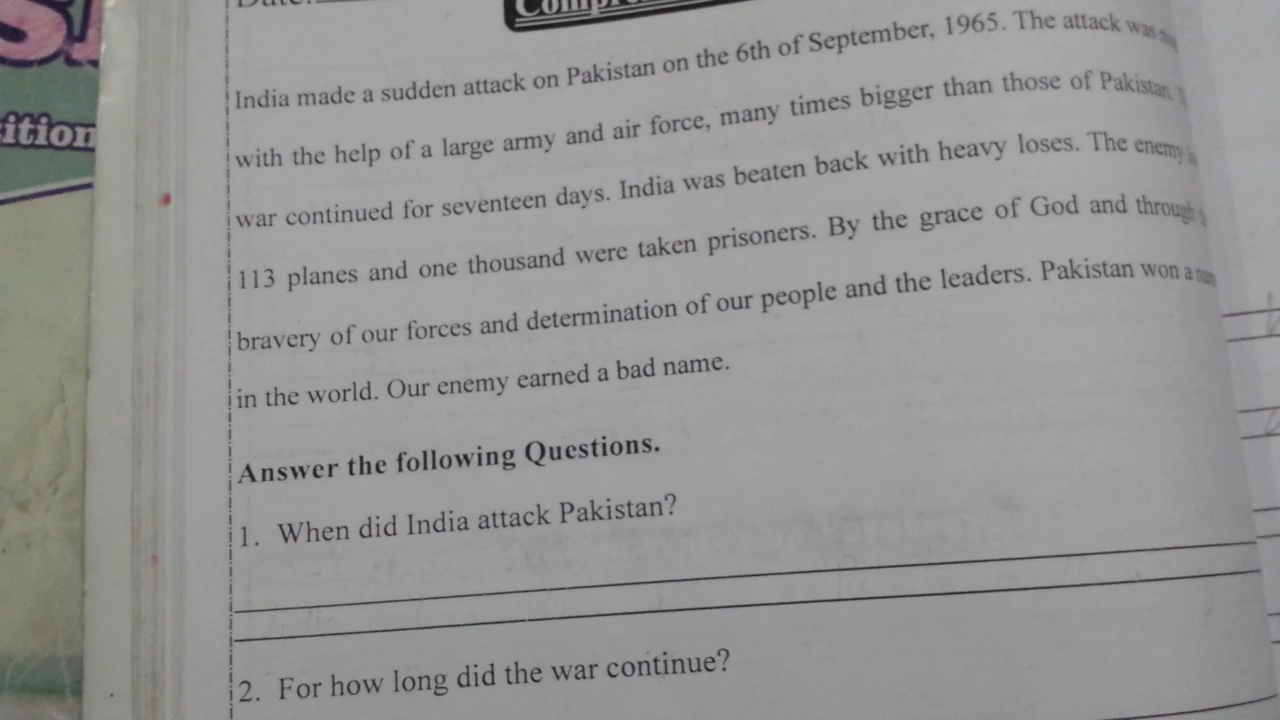 ition
India made a sudden attack on Pakistan on the 6th of September, 1965. The attack was
with the help of a large army and air force, many times bigger than those of Pakistan.
war continued for seventeen days. India was beaten back with heavy loses. The enemy
113 planes and one thousand were taken prisoners. By the grace of God and through
bravery of our forces and determination of our people and the leaders. Pakistan won a
in the world. Our enemy earned a bad name.
Answer the following Questions.
1. When did India attack Pakistan?
2. For how long did the war continue?